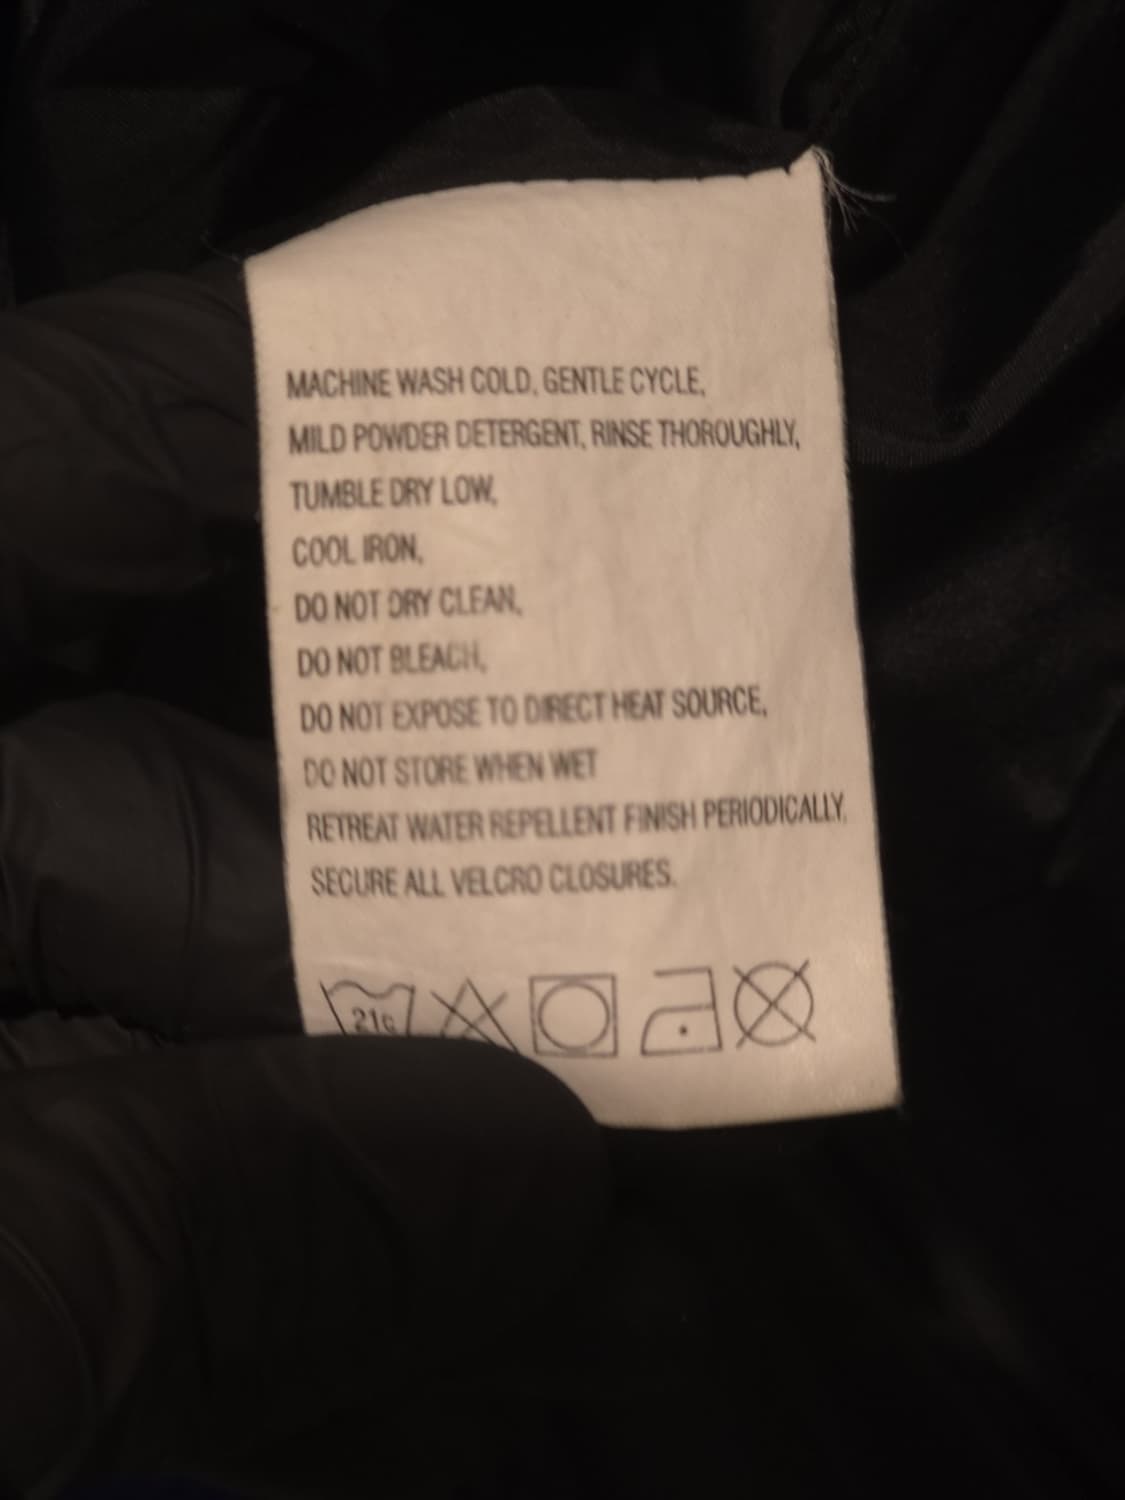 MACHINE WASH COLD, GENTLE CYCLE,
MILD POWDER DETERGENT, RINSE THOROUGHLY,
TUMBLE DRY LOW,
COOL IRON,
DO NOT DRY CLEAN,
DO NOT BLEACH,
DO NOT EXPOSE TO DIRECT HEAT SOURCE,
DO NOT STORE WHEN WET
RETREAT WATER REPELLENT FINISH PERIODICALLY,
SECURE ALL VELCRO CLOSURES.
21c